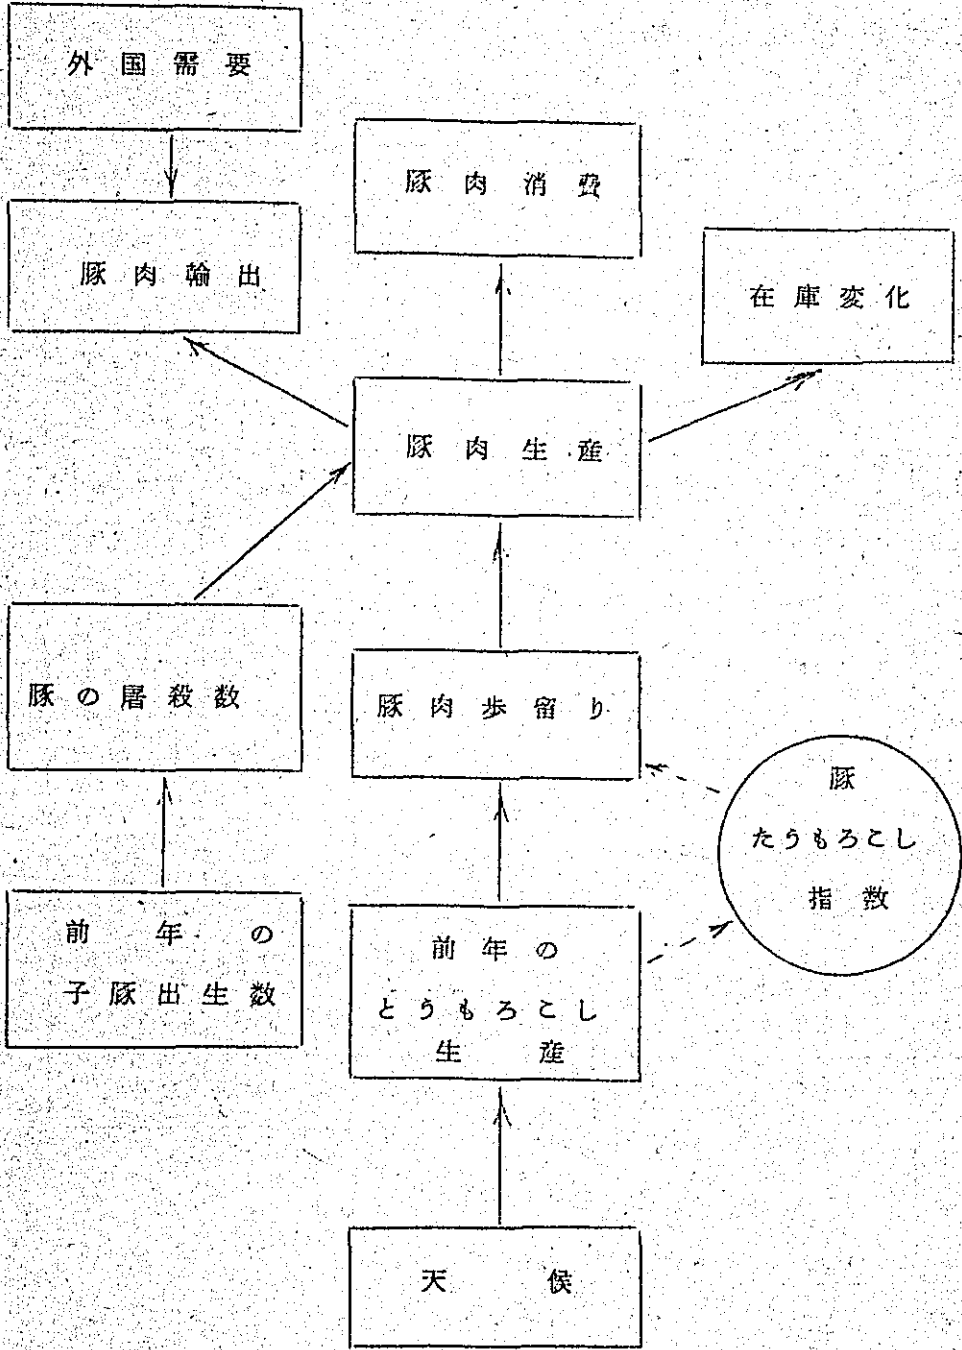 外国需要
豚肉消費
豚肉輸出
在庫変化
豚肉生産
豚の屠殺数
豚肉歩留り
豚
たうもろこし
指数
前年の
子豚出生数
前年の
とうもろこし
生産
天候